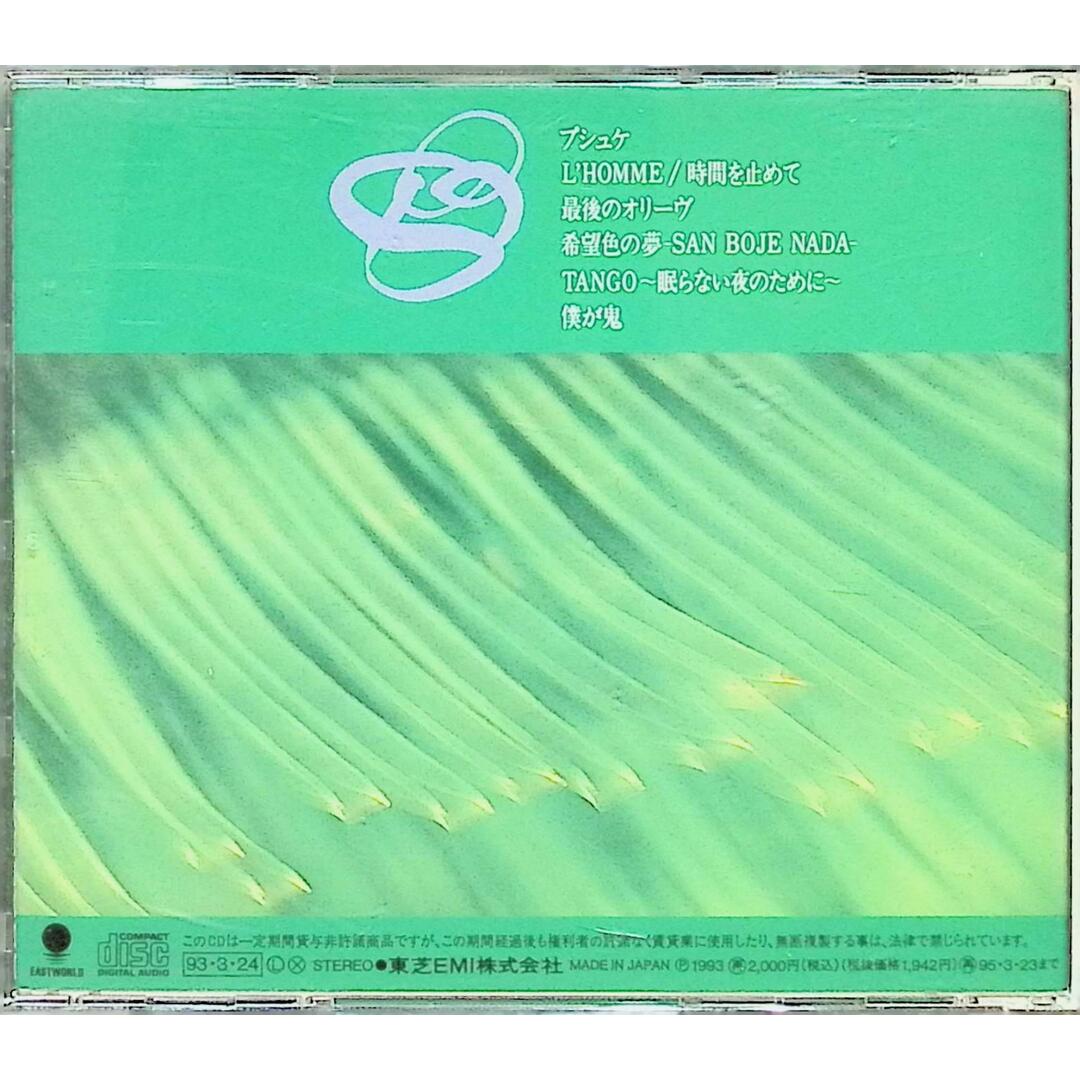 プシュケ
L'HOMME / 時間を止めて
最後のオリーヴ
希望色の夢-SAN BOJE NADA-
TANGO～眠らない夜のために～
僕が鬼
EASTWORLD
COMPACT
disc
DIGITAL AUDIO
このCDは一定期間貸与非許諾商品ですが、この期間経過後も権利者の許諾なく賃貸業に使用したり、無断複製する事は、法律で禁じられています。
93・3・24 Ⓛ Ⓧ STEREO ●東芝EMI株式会社 MADE IN JAPAN Ⓟ1993 ㊢2,000円(税込)(税抜価格1,942円)㊢95・3・23まで